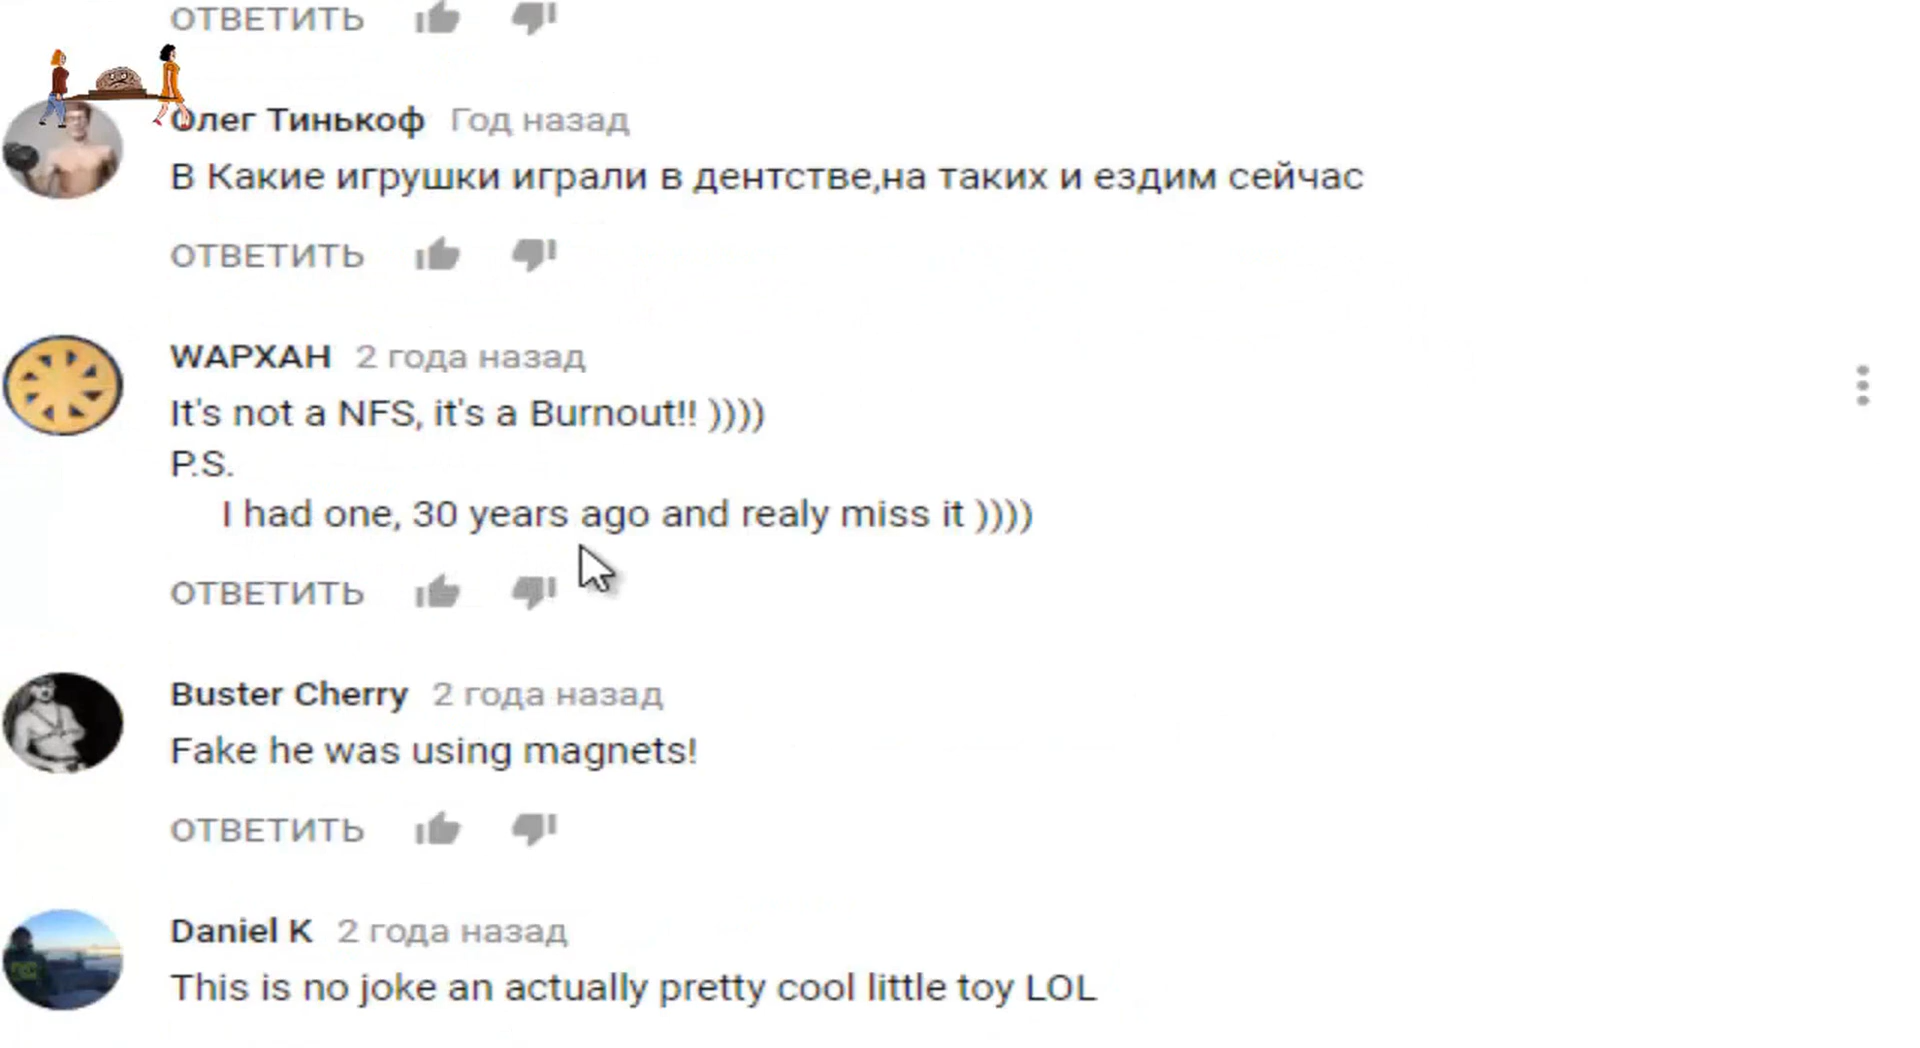 ОТВЕТИТЬ
Олег Тинькоф Год назад
В Какие игрушки играли в дентстве,на таких и ездим сейчас
ОТВЕТИТЬ
WAPXAH 2 года назад
It's not a NFS, it's a Burnout!! ))))
P.S.
I had one, 30 years ago and realy miss it ))))
ОТВЕТИТЬ
Buster Cherry 2 года назад
Fake he was using magnets!
ОТВЕТИТЬ
Daniel K 2 года назад
This is no joke an actually pretty cool little toy LOL